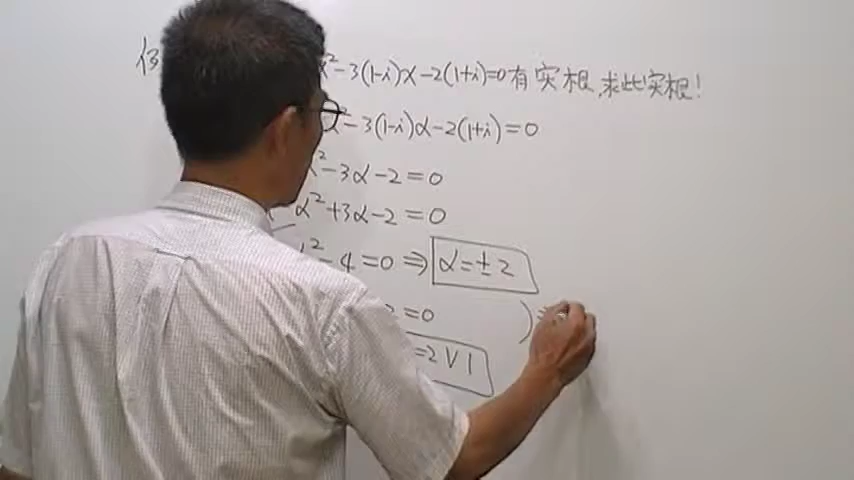 例
x²-3(1-i)x-2(1+i)=0有实根,求此实根!
²-3(1-i)α-2(1+i)=0
²-3α-2=0
α²+3α-2=0
²-4=0⇒α=±2
=0 )=
=2∨1